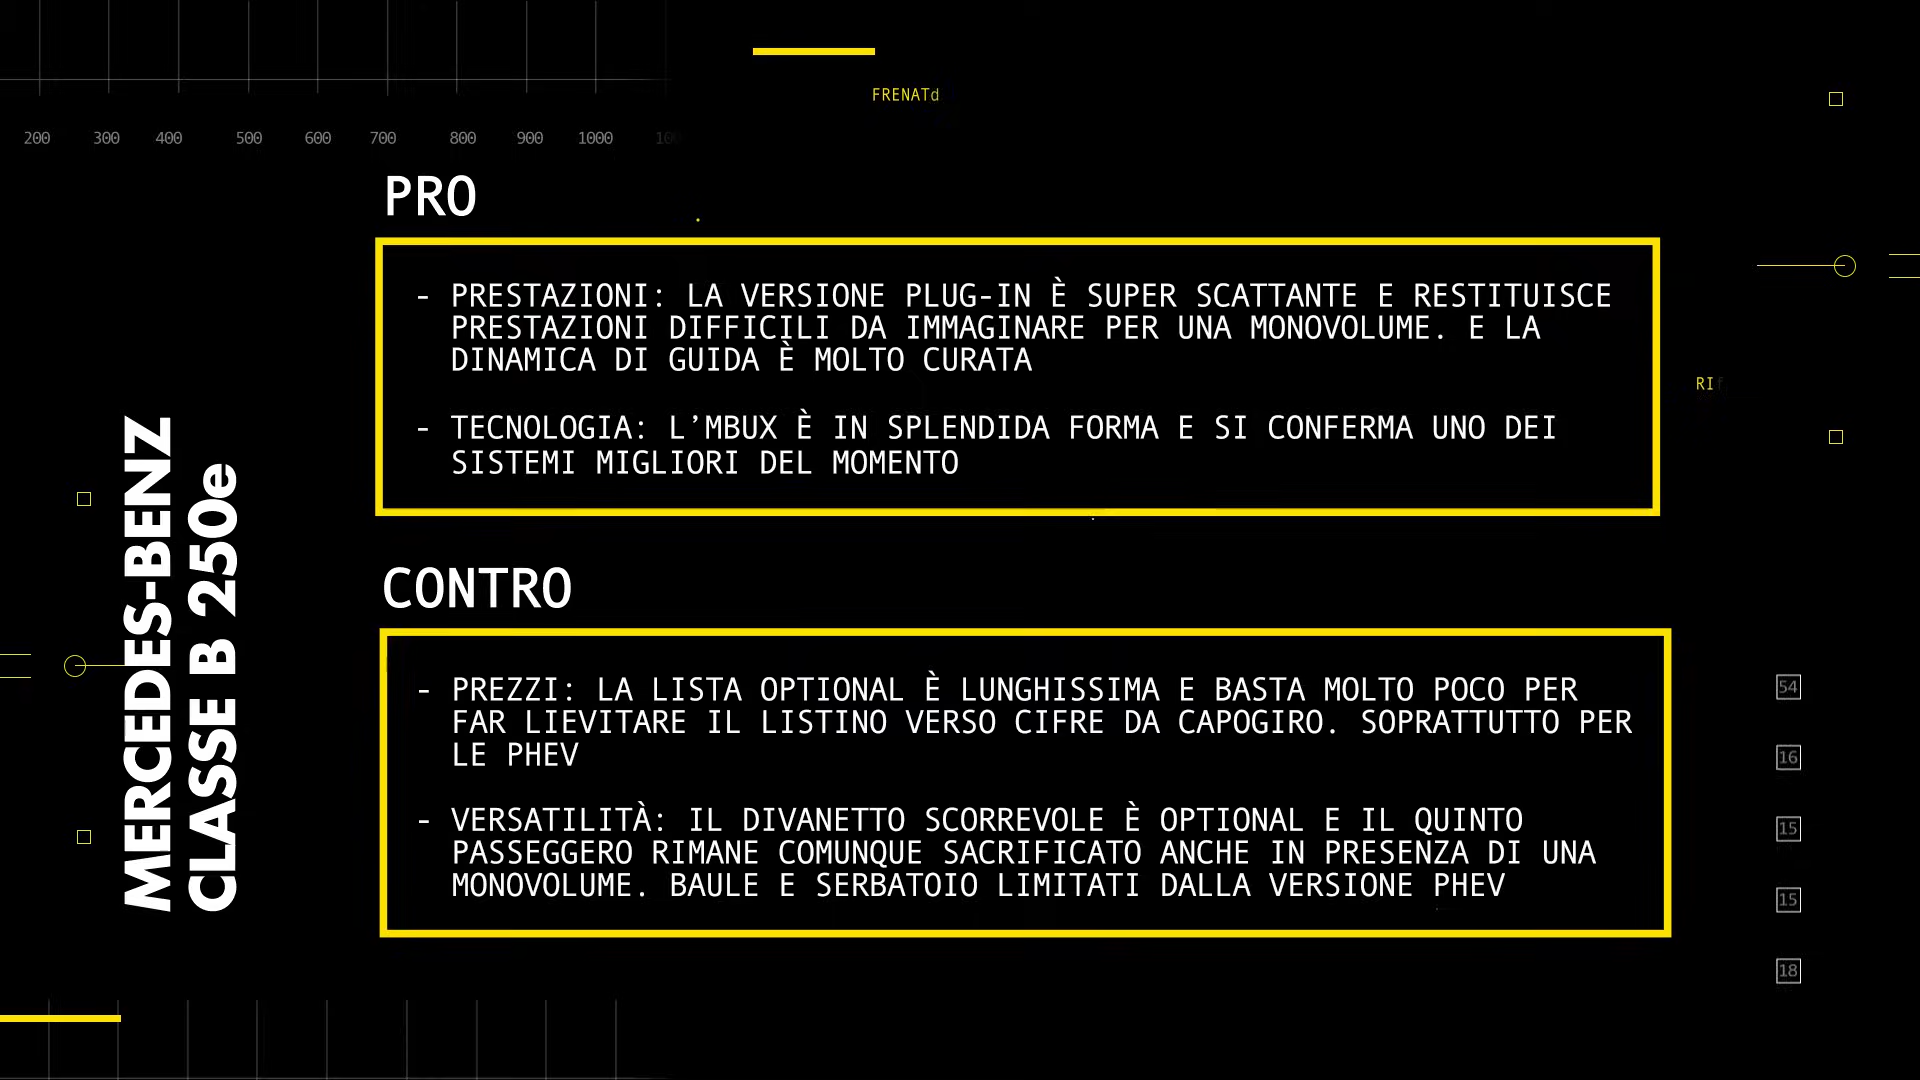 FRENATd
200 300 400 500 600 700 800 900 1000
PRO
- PRESTAZIONI: LA VERSIONE PLUG-IN È SUPER SCATTANTE E RESTITUISCE
PRESTAZIONI DIFFICILI DA IMMAGINARE PER UNA MONOVOLUME. E LA
DINAMICA DI GUIDA È MOLTO CURATA
- TECNOLOGIA: L’MBUX È IN SPLENDIDA FORMA E SI CONFERMA UNO DEI
SISTEMI MIGLIORI DEL MOMENTO
MERCEDES-BENZ
CLASSE B 250e
CONTRO
- PREZZI: LA LISTA OPTIONAL È LUNGHISSIMA E BASTA MOLTO POCO PER
FAR LIEVITARE IL LISTINO VERSO CIFRE DA CAPOGIRO. SOPRATTUTTO PER
LE PHEV
- VERSATILITÀ: IL DIVANETTO SCORREVOLE È OPTIONAL E IL QUINTO
PASSEGGERO RIMANE COMUNQUE SACRIFICATO ANCHE IN PRESENZA DI UNA
MONOVOLUME. BAULE E SERBATOIO LIMITATI DALLA VERSIONE PHEV
54
16
15
15
18